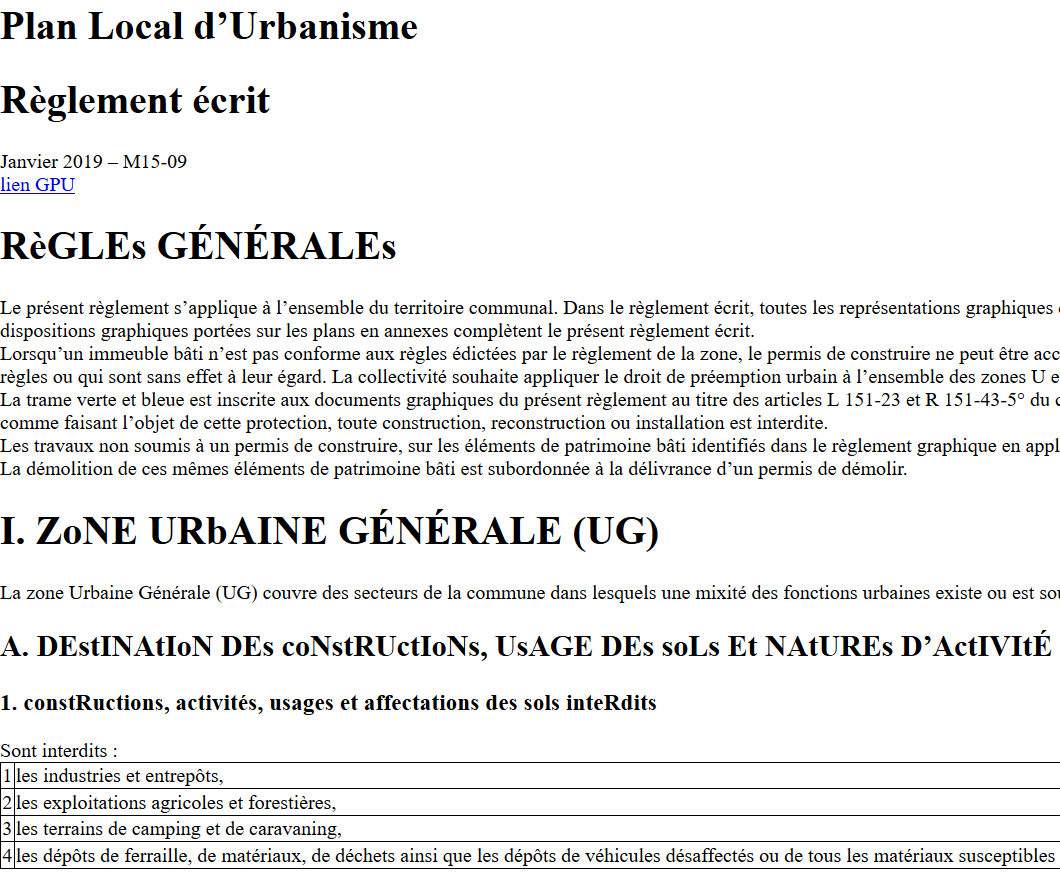 Plan Local d’Urbanisme
Règlement écrit
Janvier 2019 – M15-09
lien GPU
RèGLEs GÉNÉRALEs
Le présent règlement s’applique à l’ensemble du territoire communal. Dans le règlement écrit, toutes les représentations graphiques
dispositions graphiques portées sur les plans en annexes complètent le présent règlement écrit.
Lorsqu’un immeuble bâti n’est pas conforme aux règles édictées par le règlement de la zone, le permis de construire ne peut être
règles ou qui sont sans effet à leur égard. La collectivité souhaite appliquer le droit de préemption urbain à l’ensemble des zones U
La trame verte et bleue est inscrite aux documents graphiques du présent règlement au titre des articles L 151-23 et R 151-43-5° du
comme faisant l’objet de cette protection, toute construction, reconstruction ou installation est interdite.
Les travaux non soumis à un permis de construire, sur les éléments de patrimoine bâti identifiés dans le règlement graphique en
La démolition de ces mêmes éléments de patrimoine bâti est subordonnée à la délivrance d’un permis de démolir.
I. ZoNE URbAINE GÉNÉRALE (UG)
La zone Urbaine Générale (UG) couvre des secteurs de la commune dans lesquels une mixité des fonctions urbaines existe ou est
A. DEstINAtIoN DEs coNstRUctIoNs, UsAGE DEs soLs Et NAtUREs D’ActIVItÉ
1. constRuctions, activités, usages et affectations des sols inteRdits
Sont interdits :
1 les industries et entrepôts,
2 les exploitations agricoles et forestières,
3 les terrains de camping et de caravaning,
4 les dépôts de ferraille, de matériaux, de déchets ainsi que les dépôts de véhicules désaffectés ou de tous les matériaux susceptibles